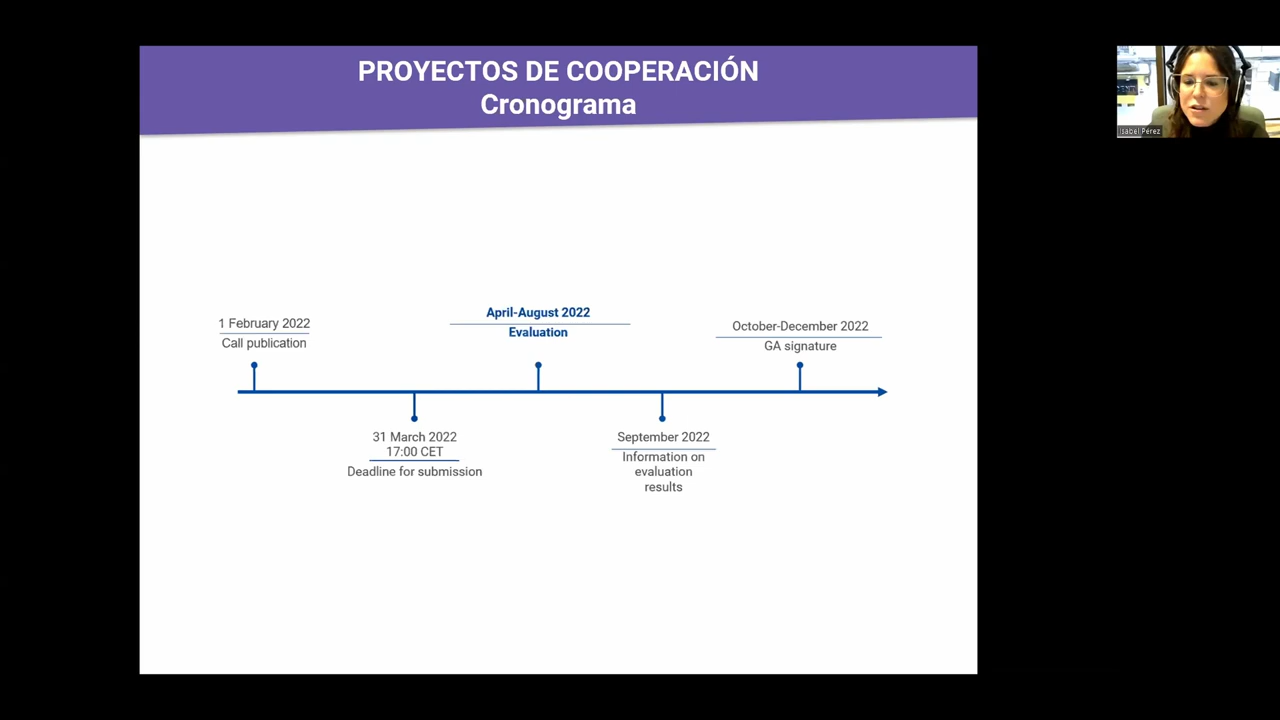 PROYECTOS DE COOPERACIÓN
Cronograma
Isabel Pérez
1 February 2022
Call publication
31 March 2022
17:00 CET
Deadline for submission
April-August 2022
Evaluation
September 2022
Information on
evaluation
results
October-December 2022
GA signature